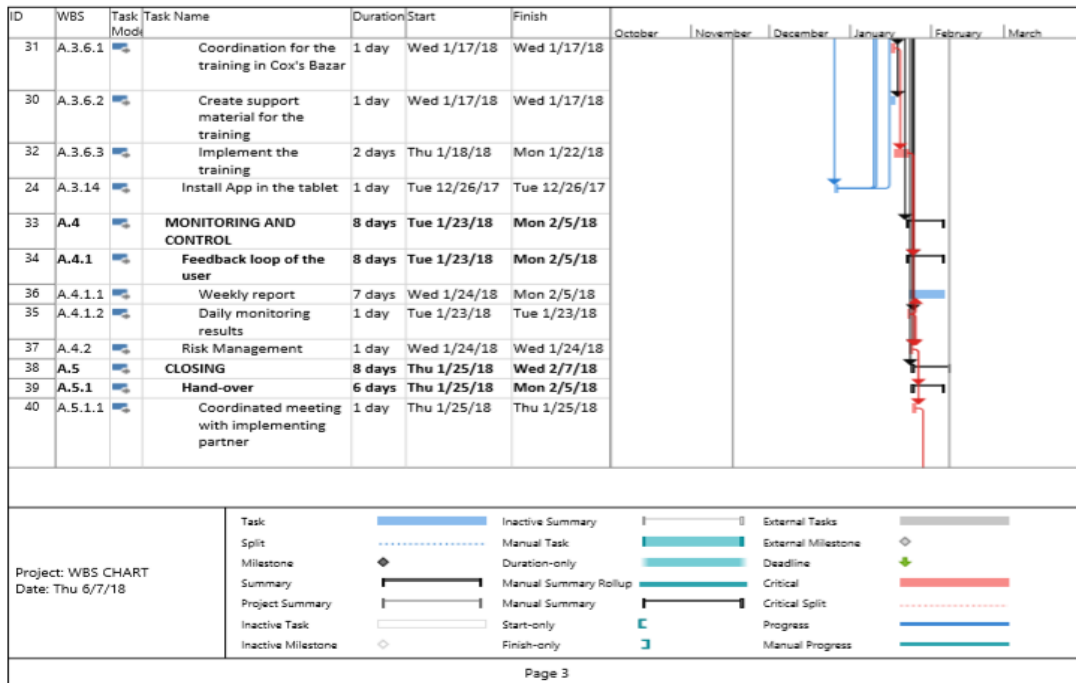 ID WBS Task Mode Task Name Duration Start Finish
October November December January February March
31 A.3.6.1 Coordination for the 1 day Wed 1/17/18 Wed 1/17/18
training in Cox's Bazar
30 A.3.6.2 Create support 1 day Wed 1/17/18 Wed 1/17/18
material for the
training
32 A.3.6.3 Implement the 2 days Thu 1/18/18 Mon 1/22/18
training
24 A.3.14 Install App in the tablet 1 day Tue 12/26/17 Tue 12/26/17
33 A.4 MONITORING AND 8 days Tue 1/23/18 Mon 2/5/18
CONTROL
34 A.4.1 Feedback loop of the 8 days Tue 1/23/18 Mon 2/5/18
user
36 A.4.1.1 Weekly report 7 days Wed 1/24/18 Mon 2/5/18
35 A.4.1.2 Daily monitoring 1 day Tue 1/23/18 Tue 1/23/18
results
37 A.4.2 Risk Management 1 day Wed 1/24/18 Wed 1/24/18
38 A.5 CLOSING 8 days Thu 1/25/18 Wed 2/7/18
39 A.5.1 Hand-over 6 days Thu 1/25/18 Mon 2/5/18
40 A.5.1.1 Coordinated meeting 1 day Thu 1/25/18 Thu 1/25/18
with implementing
partner
Project: WBS CHART
Date: Thu 6/7/18
Task Inactive Summary External Tasks
Split Manual Task External Milestone
Milestone Duration-only Deadline
Summary Manual Summary Rollup Critical
Project Summary Manual Summary Critical Split
Inactive Task Start-only Progress
Inactive Milestone Finish-only Manual Progress
Page 3